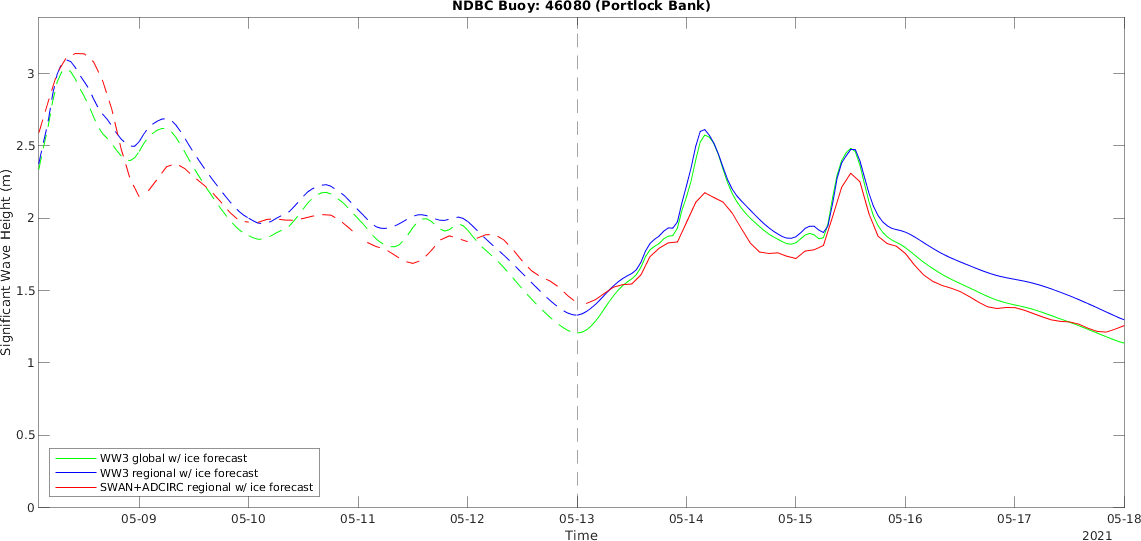 NDBC Buoy: 46080 (Portlock Bank)
Significant Wave Height (m)
3
2.5
2
1.5
1
0.5
0
WW3 global w/ ice forecast
WW3 regional w/ ice forecast
SWAN+ADCIRC regional w/ ice forecast
05-09 05-10 05-11 05-12 05-13 05-14 05-15 05-16 05-17 05-18
Time
2021